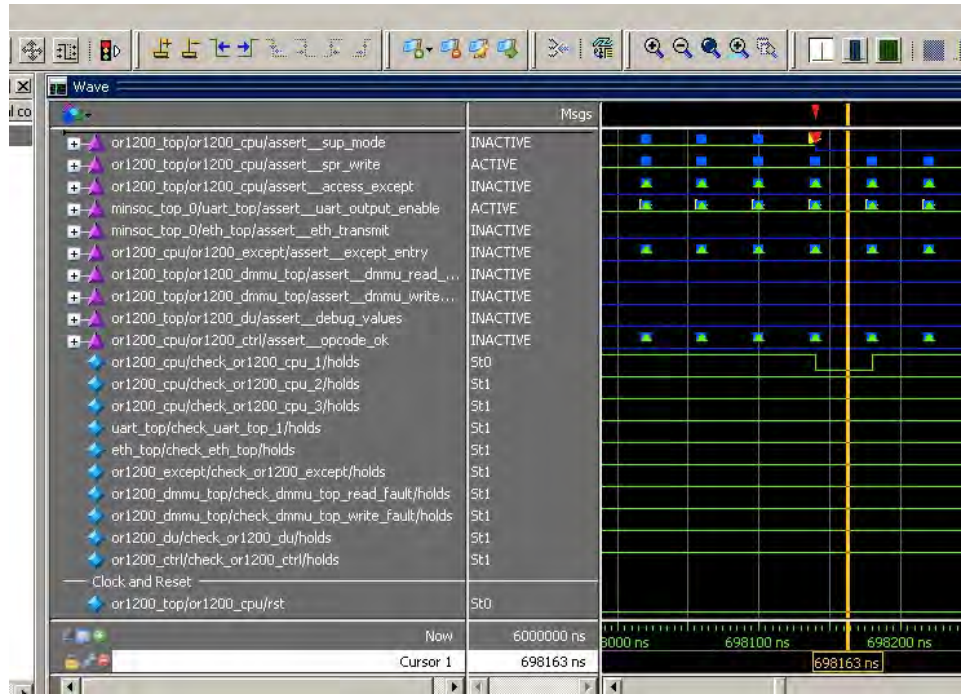 Wave
l co
Msgs
or1200_top/or1200_cpu/assert__sup_mode INACTIVE
or1200_top/or1200_cpu/assert__spr_write ACTIVE
or1200_top/or1200_cpu/assert__access_except INACTIVE
minsoc_top_0/uart_top/assert__uart_output_enable ACTIVE
minsoc_top_0/eth_top/assert__eth_transmit INACTIVE
or1200_cpu/or1200_except/assert__except_entry INACTIVE
or1200_top/or1200_dmmu_top/assert__dmmu_read_... INACTIVE
or1200_top/or1200_dmmu_top/assert__dmmu_write... INACTIVE
or1200_top/or1200_du/assert__debug_values INACTIVE
or1200_cpu/or1200_ctrl/assert__opcode_ok INACTIVE
or1200_cpu/check_or1200_cpu_1/holds St0
or1200_cpu/check_or1200_cpu_2/holds St1
or1200_cpu/check_or1200_cpu_3/holds St1
uart_top/check_uart_top_1/holds St1
eth_top/check_eth_top/holds St1
or1200_except/check_or1200_except/holds St1
or1200_dmmu_top/check_dmmu_top_read_fault/holds St1
or1200_dmmu_top/check_dmmu_top_write_fault/holds St1
or1200_du/check_or1200_du/holds St1
or1200_ctrl/check_or1200_ctrl/holds St1
Clock and Reset
or1200_top/or1200_cpu/rst St0
Now 6000000 ns 8000 ns 698100 ns 698200 ns
Cursor 1 698163 ns 698163 ns